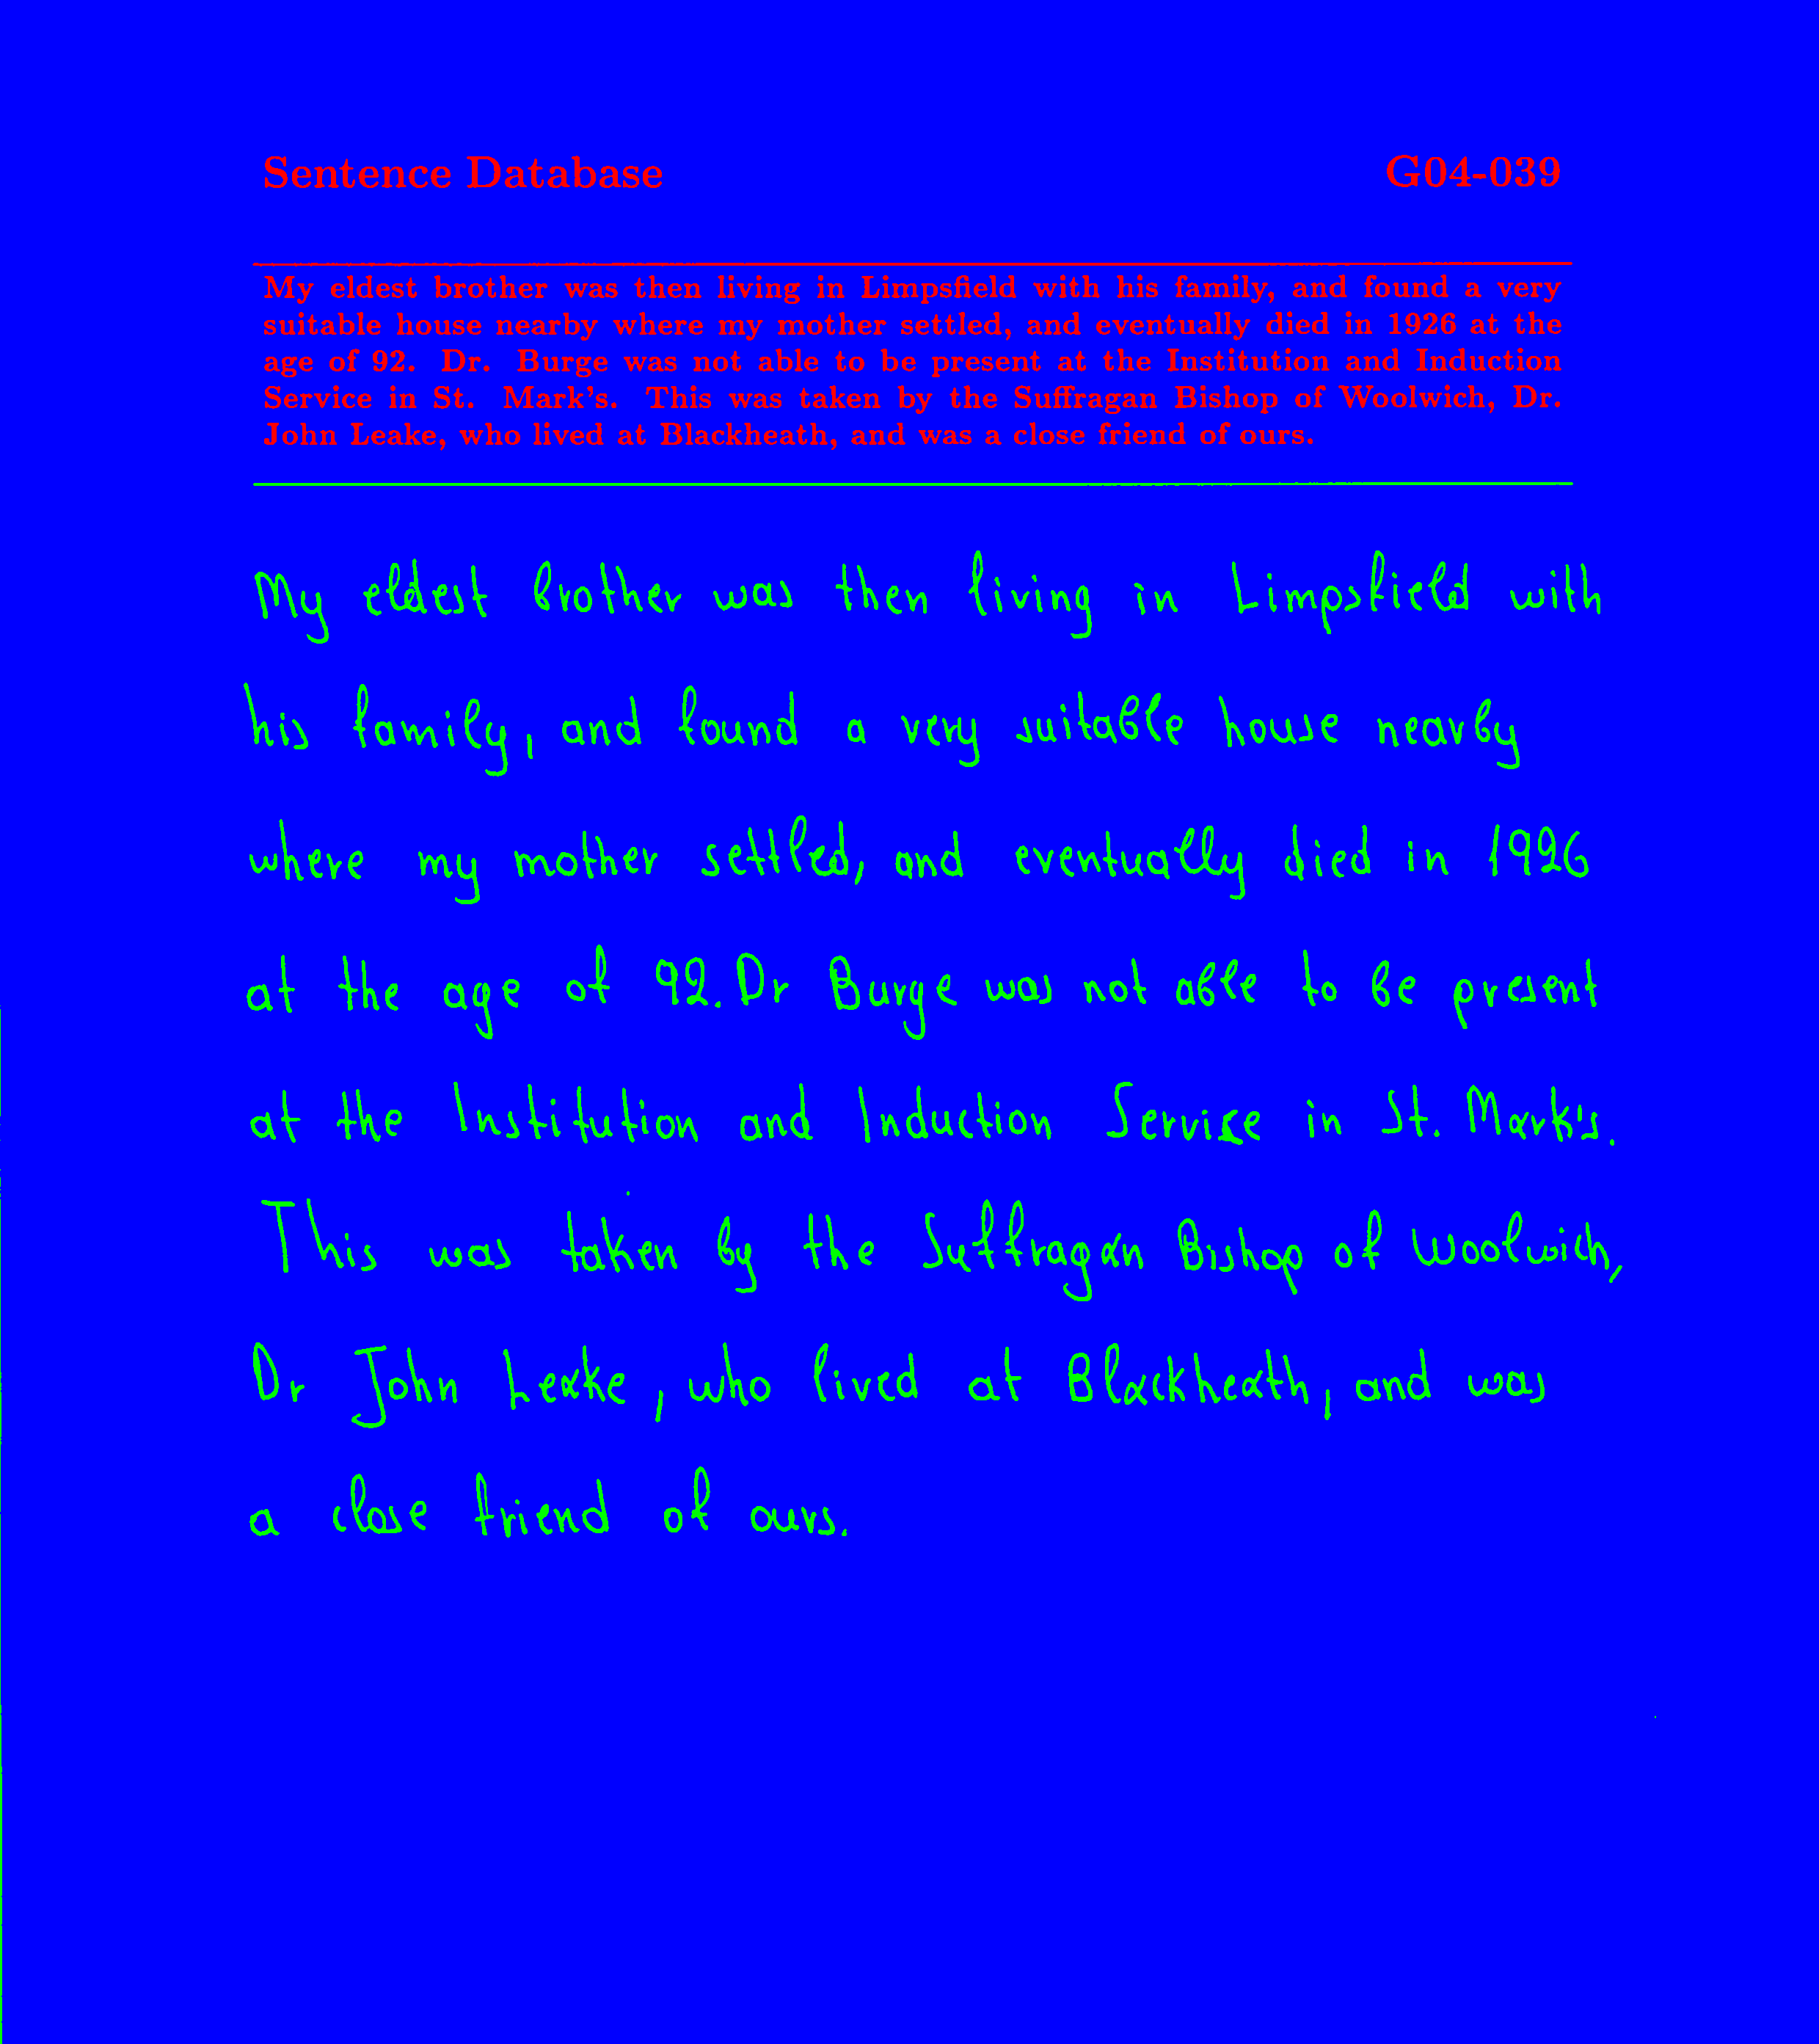 Sentence Database G04-039
My eldest brother was then living in Limpsfield with his family, and found a very
suitable house nearby where my mother settled, and eventually died in 1926 at the
age of 92. Dr. Burge was not able to be present at the Institution and Induction
Service in St. Mark's. This was taken by the Suffragan Bishop of Woolwich, Dr.
John Leake, who lived at Blackheath, and was a close friend of ours.
My eldest brother was then living in Limpsfield with
his family, and found a very suitable house nearby
where my mother settled, and eventually died in 1926
at the age of 92. Dr Burge was not able to be present
at the Institution and Induction Service in St. Mark's.
This was taken by the Suffragan Bishop of Woolwich,
Dr John Leake, who lived at Blackheath, and was
a close friend of ours.